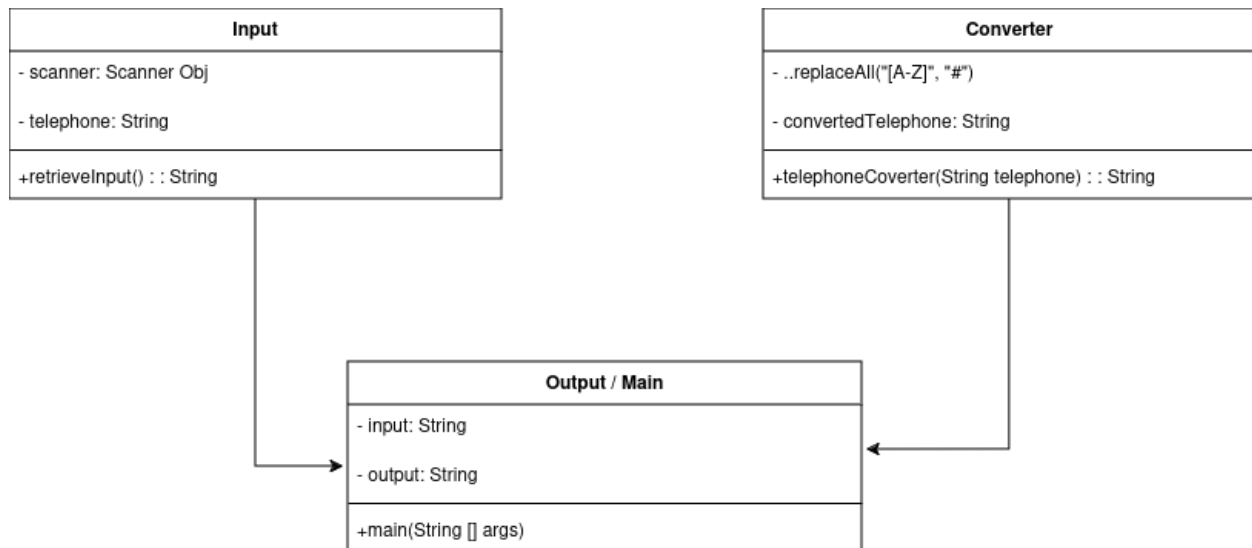 Input
- scanner: Scanner Obj
- telephone: String
+retrieveInput() : : String
Converter
- ..replaceAll("[A-Z]", "#")
- convertedTelephone: String
+telephoneCoverter(String telephone) : : String
Output / Main
- input: String
- output: String
+main(String [] args)